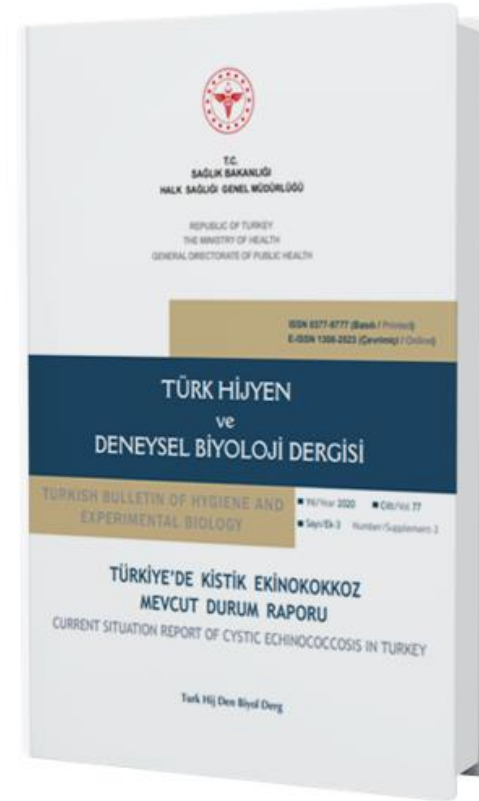 T.C.
SAĞLIK BAKANLIĞI
HALK SAĞLIĞI GENEL MÜDÜRLÜĞÜ
REPUBLIC OF TURKEY
THE MINISTRY OF HEALTH
GENERAL DIRECTORATE OF PUBLIC HEALTH
ISSN 0377-9777 (Basılı / Printed)
E-ISSN 1308-2523 (Çevrimiçi / Online)
TÜRK HİJYEN
ve
DENEYSEL BİYOLOJİ DERGİSİ
TURKISH BULLETIN OF HYGIENE AND
EXPERIMENTAL BIOLOGY
Yıl/Year 2020 Cilt/Vol 77
Sayı/Ek 3 Number/Supplement 3
TÜRKİYE'DE KİSTİK EKİNOKOKKOZ
MEVCUT DURUM RAPORU
CURRENT SITUATION REPORT OF CYSTIC ECHINOCOCCOSIS IN TURKEY
Turk Hij Den Biyol Derg